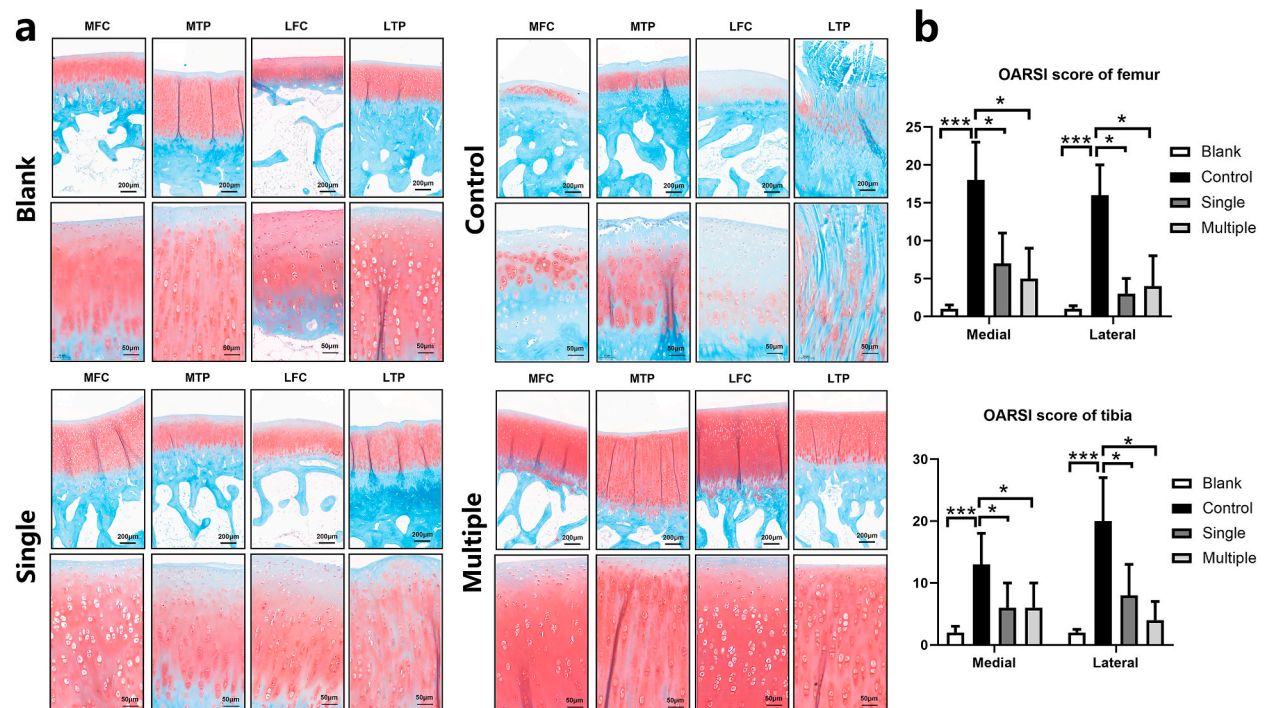 a
MFC MTP LFC LTP
Blank
200μm 200μm 200μm 200μm
50μm 50μm 50μm 50μm
MFC MTP LFC LTP
Control
200μm 200μm 200μm 200μm
50μm 50μm 50μm 50μm
MFC MTP LFC LTP
Single
200μm 200μm 200μm 200μm
50μm 50μm 50μm 50μm
MFC MTP LFC LTP
Multiple
200μm 200μm 200μm 200μm
50μm 50μm 50μm 50μm
b
OARSI score of femur
25
20
15
10
5
0
*** * *
*** * *
Medial Lateral
Blank
Control
Single
Multiple
OARSI score of tibia
30
20
10
0
*** * *
*** * *
Medial Lateral
Blank
Control
Single
Multiple